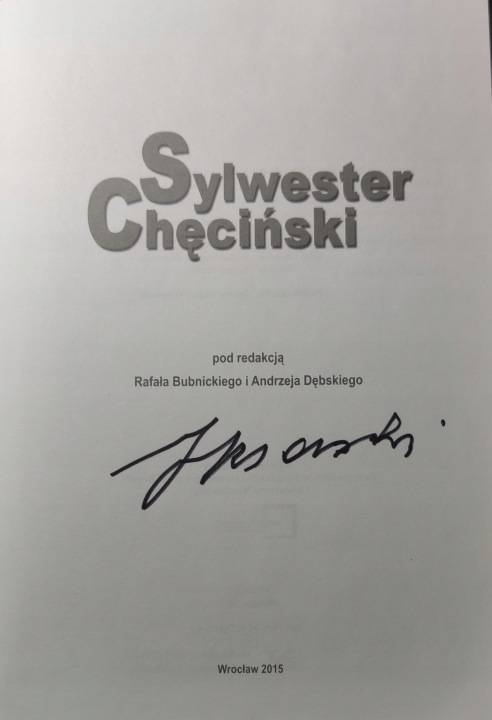 Sylwester
Chęciński
pod redakcją
Rafała Bubnickiego i Andrzeja Dębskiego
Wrocław 2015